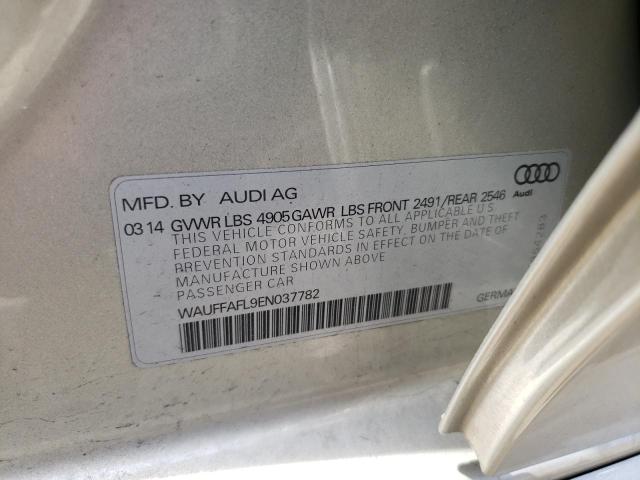 MFD. BY AUDI AG
Audi
03 14 GVWR LBS 4905 GAWR LBS FRONT 2491/REAR 2546
THIS VEHICLE CONFORMS TO ALL APPLICABLE U S
FEDERAL MOTOR VEHICLE SAFETY, BUMPER AND THEFT
PREVENTION STANDARDS IN EFFECT ON THE DATE OF
MANUFACTURE SHOWN ABOVE
PASSENGER CAR
WAUFFAFL9EN037782